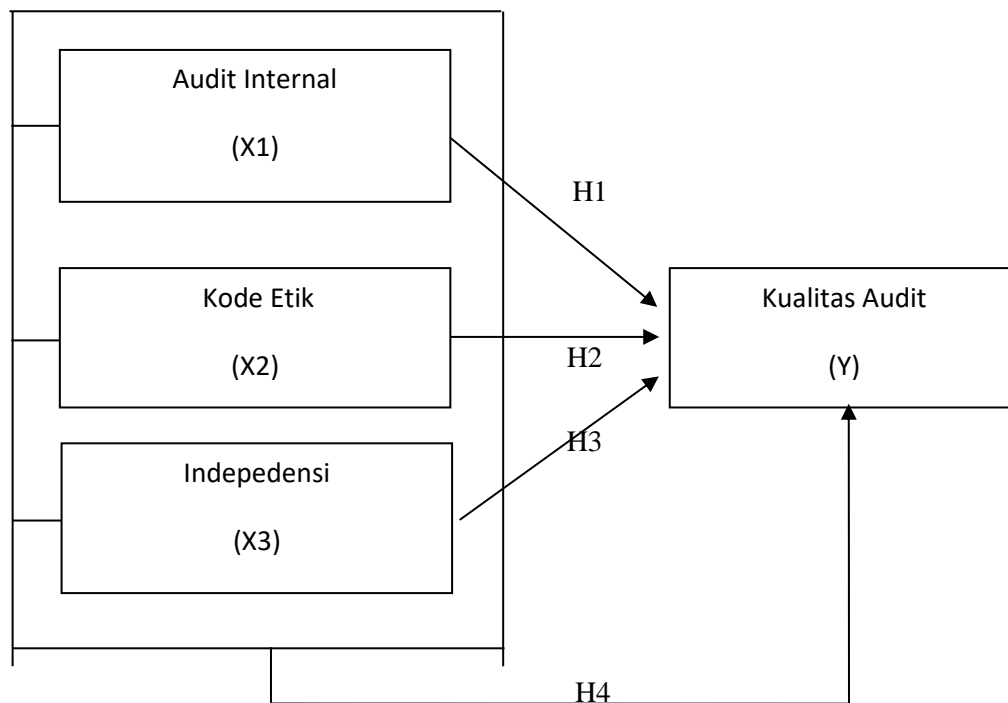 Audit Internal
(X1)
H1
Kode Etik
(X2)
H2
Kualitas Audit
(Y)
Indepedensi
(X3)
H3
H4